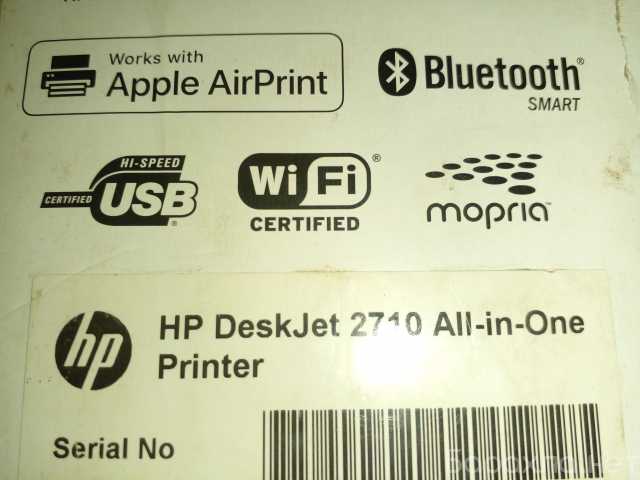 Works with
Apple AirPrint
Bluetooth®
SMART
HI-SPEED
CERTIFIED
USB®
Wi Fi®
CERTIFIED
mopria™
hp
HP DeskJet 2710 All-in-One
Printer
Serial No